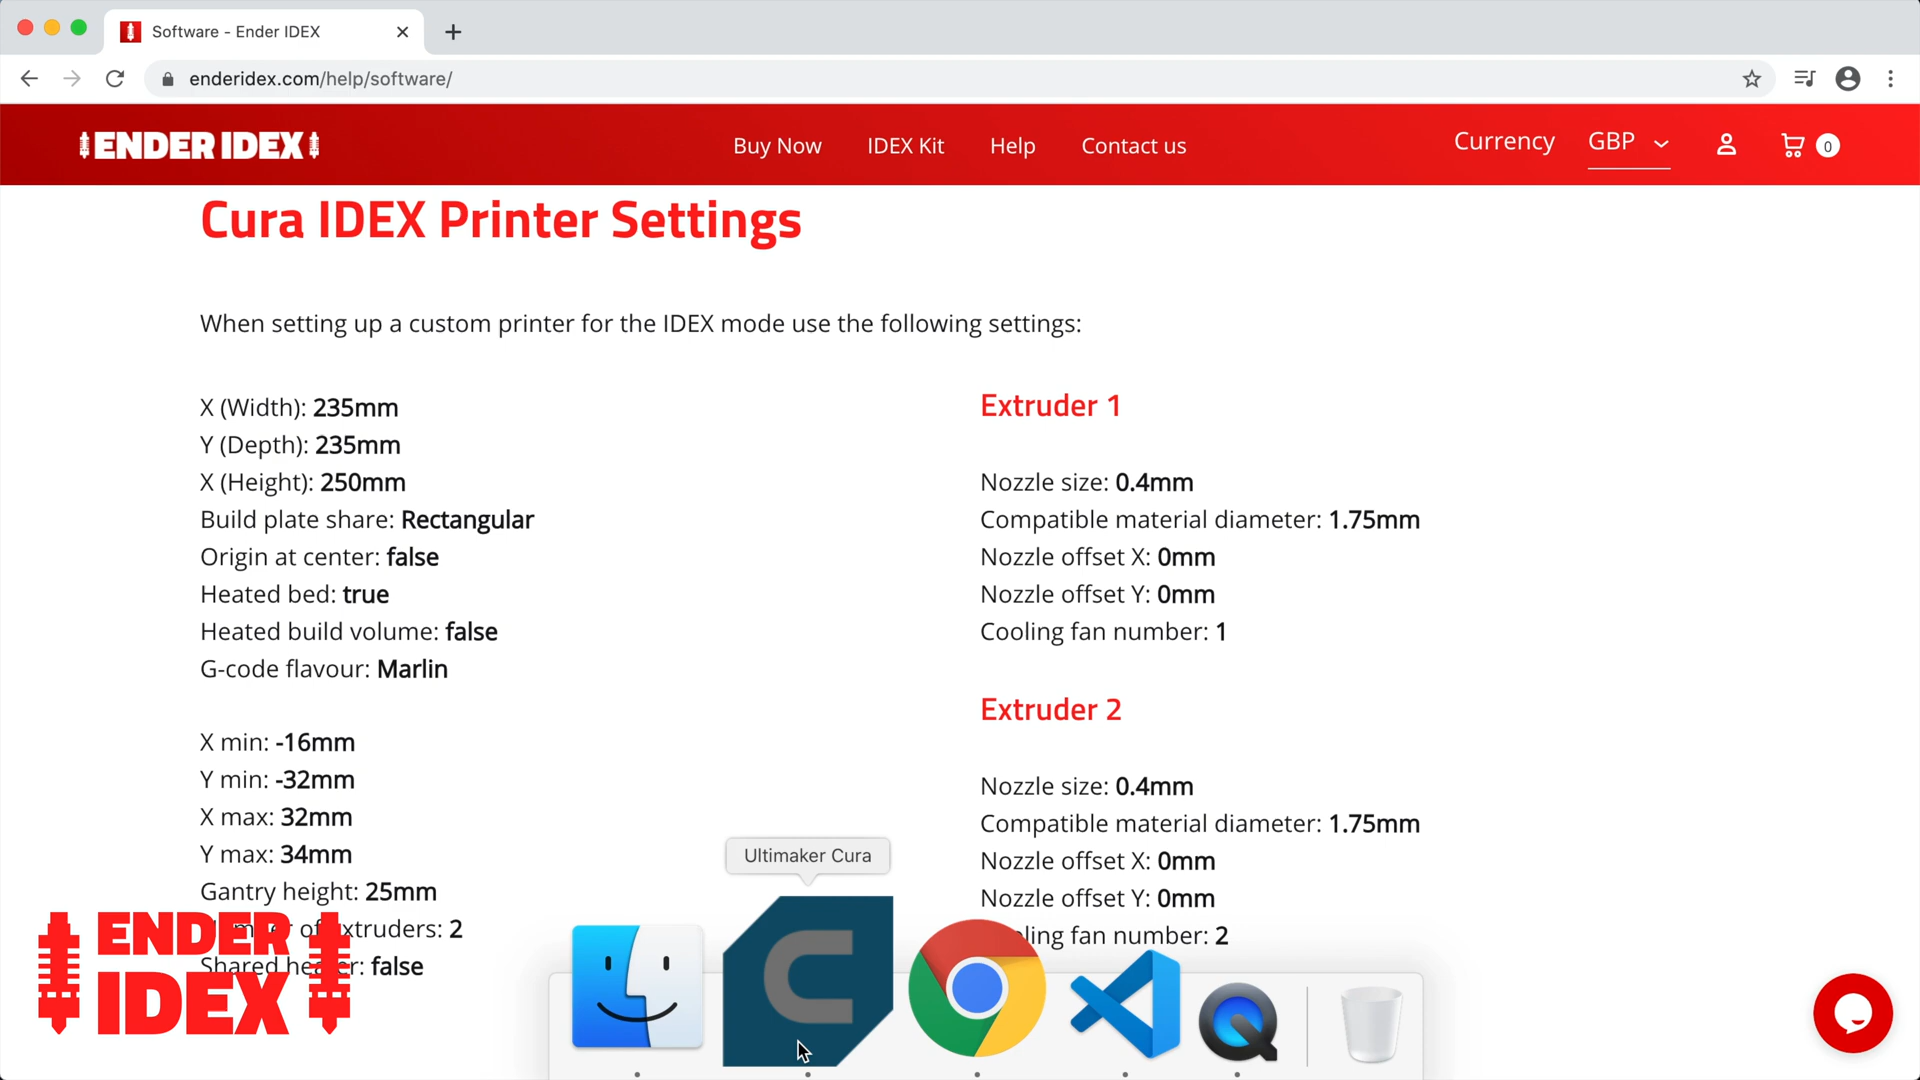 Software - Ender IDEX
enderidex.com/help/software/
ENDER IDEX
Buy Now
IDEX Kit
Help
Contact us
Currency
GBP
0
Cura IDEX Printer Settings
When setting up a custom printer for the IDEX mode use the following settings:
X (Width): 235mm
Y (Depth): 235mm
X (Height): 250mm
Build plate share: Rectangular
Origin at center: false
Heated bed: true
Heated build volume: false
G-code flavour: Marlin
X min: -16mm
Y min: -32mm
X max: 32mm
Y max: 34mm
Gantry height: 25mm
of extruders: 2
Shared heater: false
Extruder 1
Nozzle size: 0.4mm
Compatible material diameter: 1.75mm
Nozzle offset X: 0mm
Nozzle offset Y: 0mm
Cooling fan number: 1
Extruder 2
Nozzle size: 0.4mm
Compatible material diameter: 1.75mm
Nozzle offset X: 0mm
Nozzle offset Y: 0mm
Cooling fan number: 2
Ultimaker Cura
ENDER
IDEX